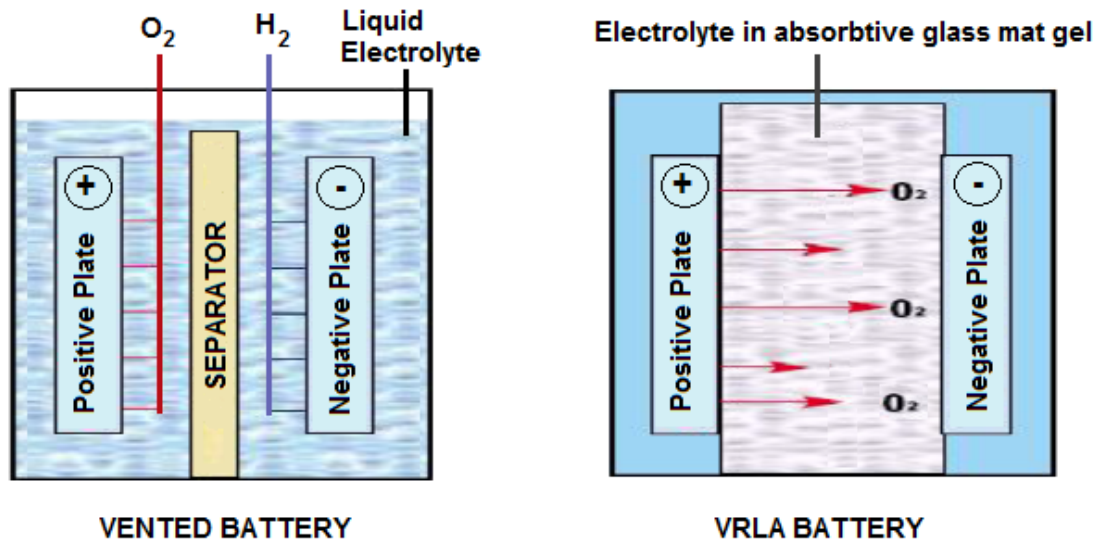 O₂
H₂
Liquid
Electrolyte
+
Positive Plate
SEPARATOR
-
Negative Plate
VENTED BATTERY
Electrolyte in absorbtive glass mat gel
+
Positive Plate
O₂
O₂
O₂
-
Negative Plate
VRLA BATTERY